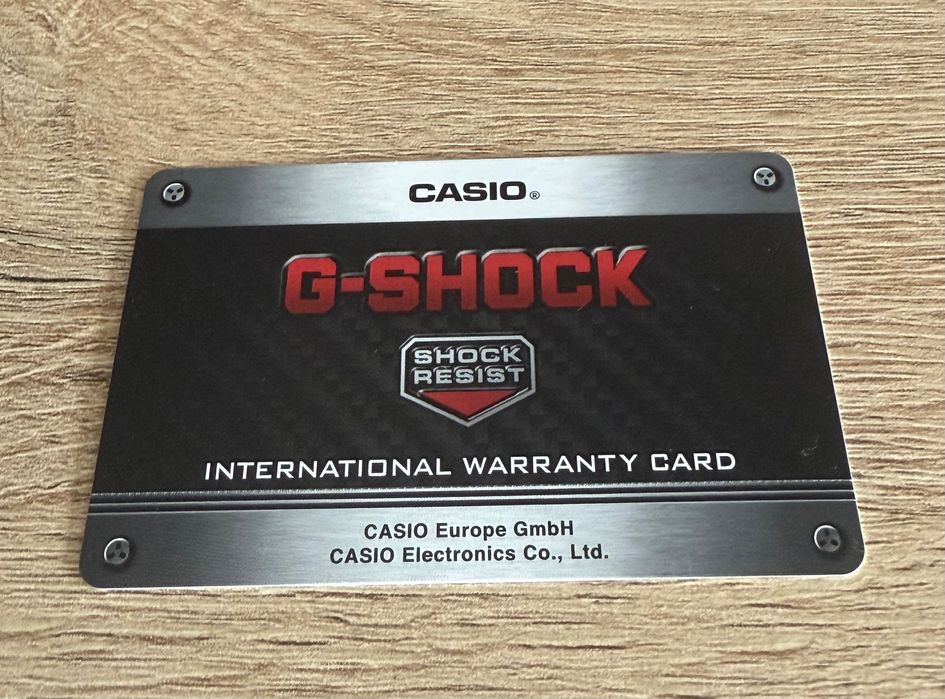 CASIO®
G-SHOCK
SHOCK
RESIST
INTERNATIONAL WARRANTY CARD
CASIO Europe GmbH
CASIO Electronics Co., Ltd.